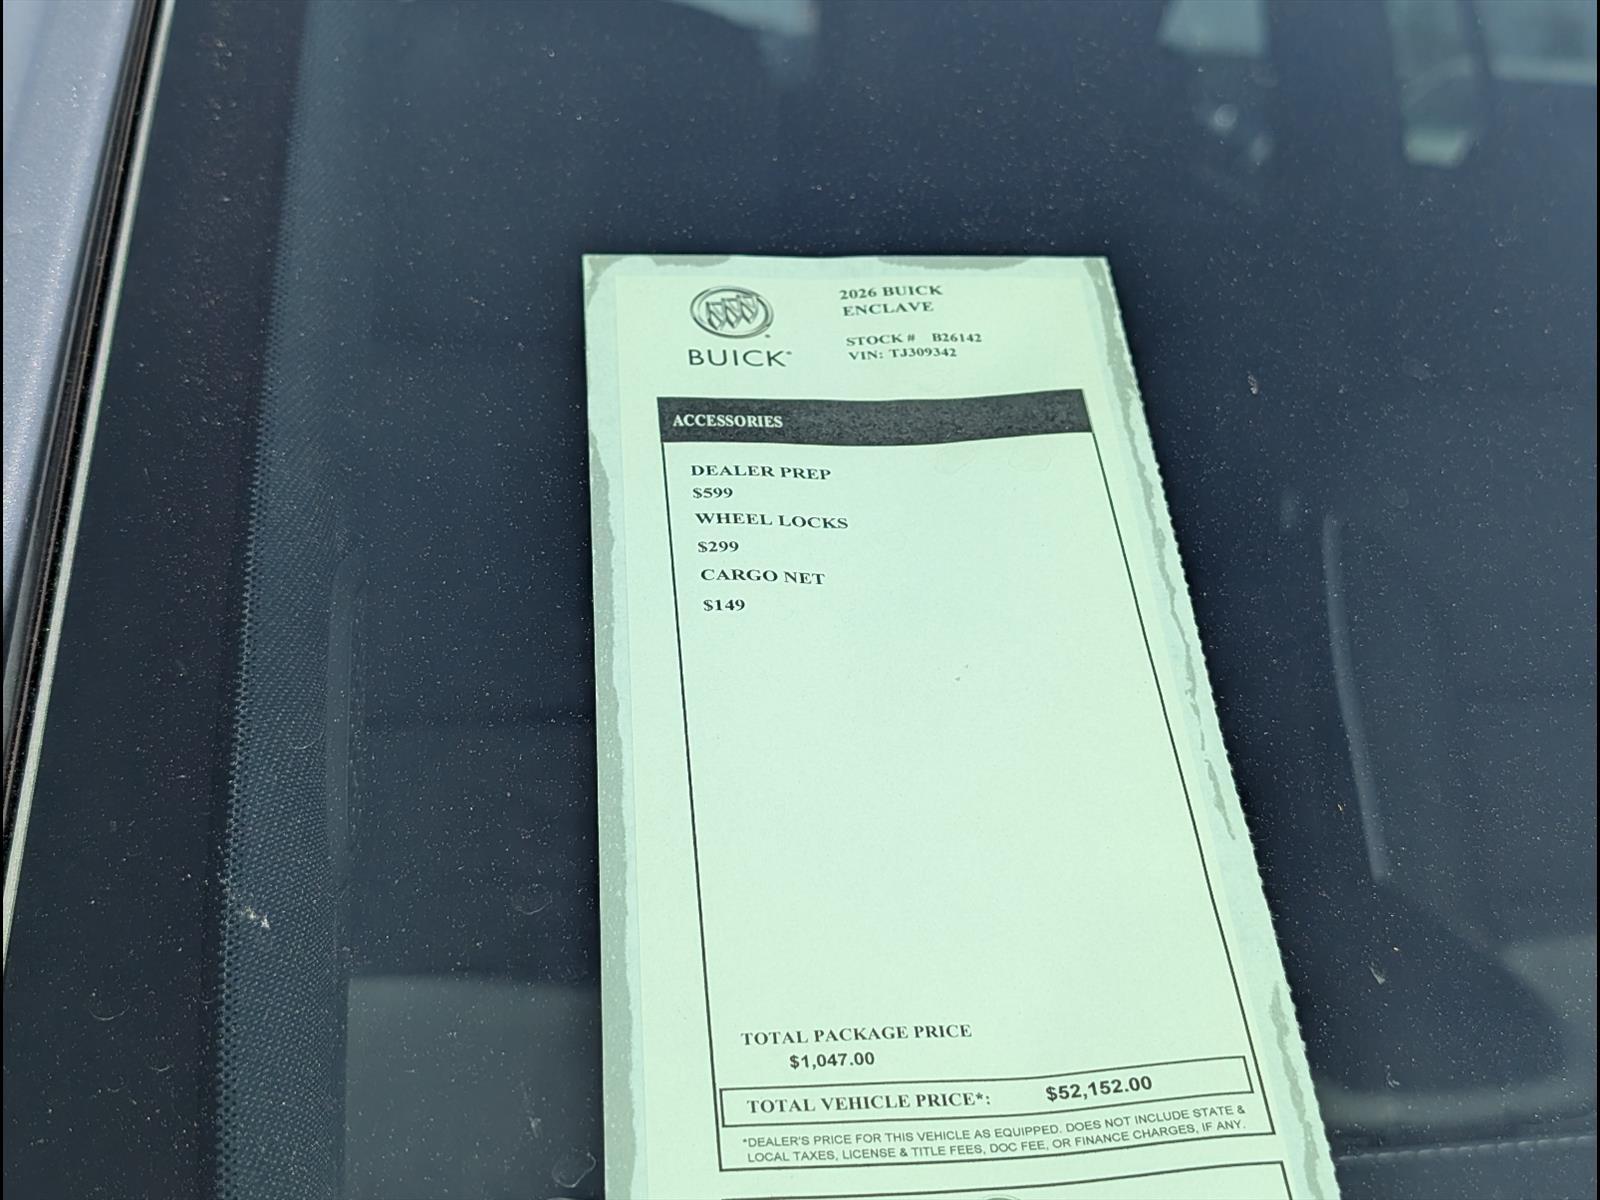 BUICK
2026 BUICK
ENCLAVE
STOCK # B26142
VIN: TJ309342
ACCESSORIES
DEALER PREP
$599
WHEEL LOCKS
$299
CARGO NET
$149
TOTAL PACKAGE PRICE
$1,047.00
TOTAL VEHICLE PRICE*: $52,152.00
*DEALER'S PRICE FOR THIS VEHICLE AS EQUIPPED. DOES NOT INCLUDE STATE &
LOCAL TAXES, LICENSE & TITLE FEES, DOC FEE, OR FINANCE CHARGES, IF ANY.